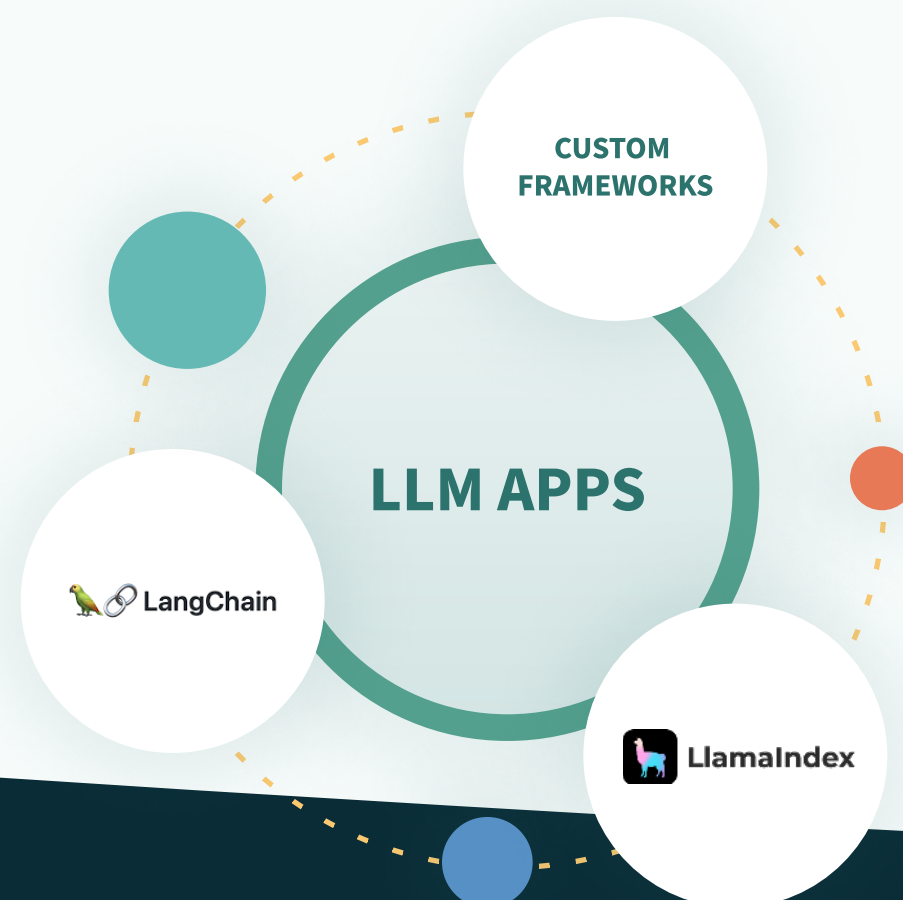 CUSTOM
FRAMEWORKS
LLM APPS
LangChain
LlamaIndex